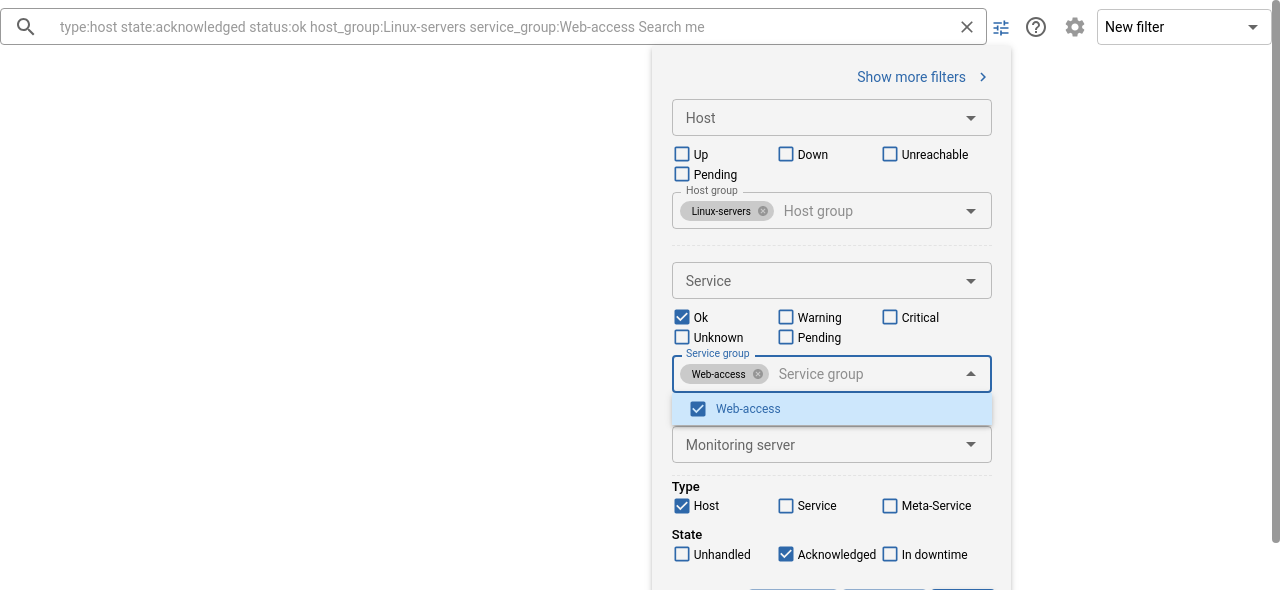 type:host state:acknowledged status:ok host_group:Linux-servers service_group:Web-access Search me
New filter
Show more filters
Host
Up Down Unreachable
Pending
Host group
Linux-servers Host group
Service
Ok Warning Critical
Unknown Pending
Service group
Web-access Service group
Web-access
Monitoring server
Type
Host Service Meta-Service
State
Unhandled Acknowledged In downtime